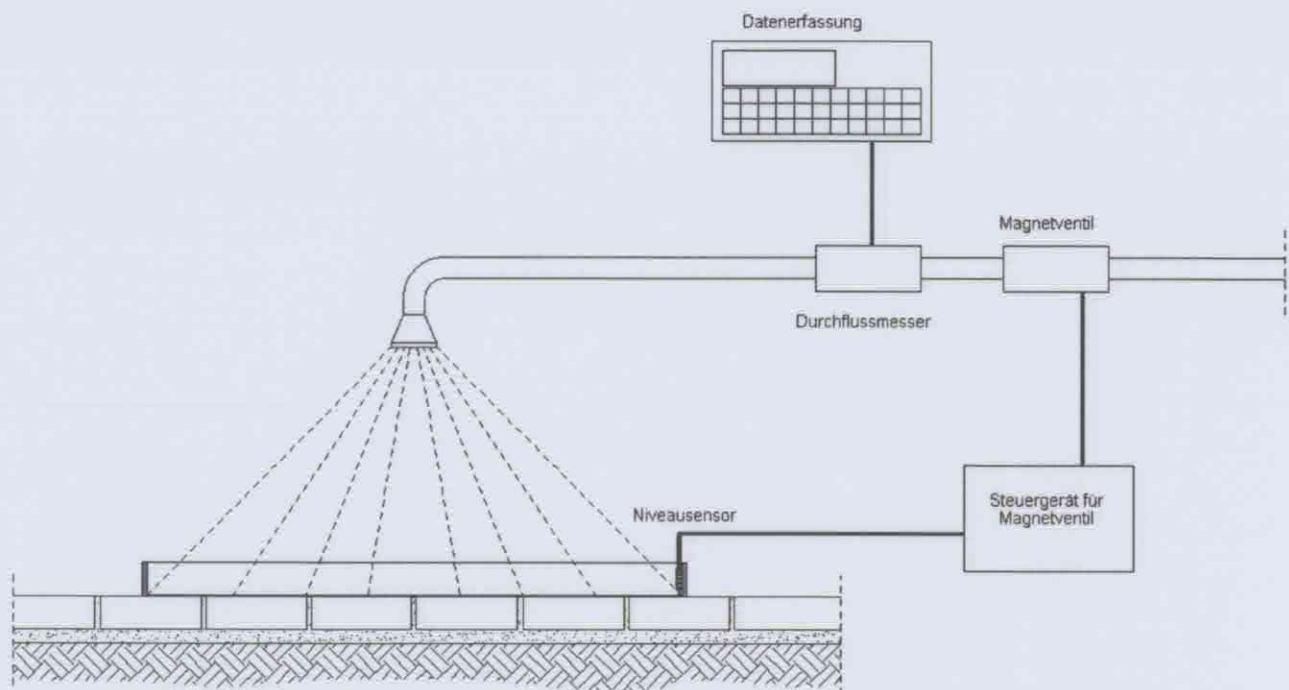 Datenerfassung
Magnetventil
Durchflussmesser
Niveausensor
Steuergerät für
Magnetventil